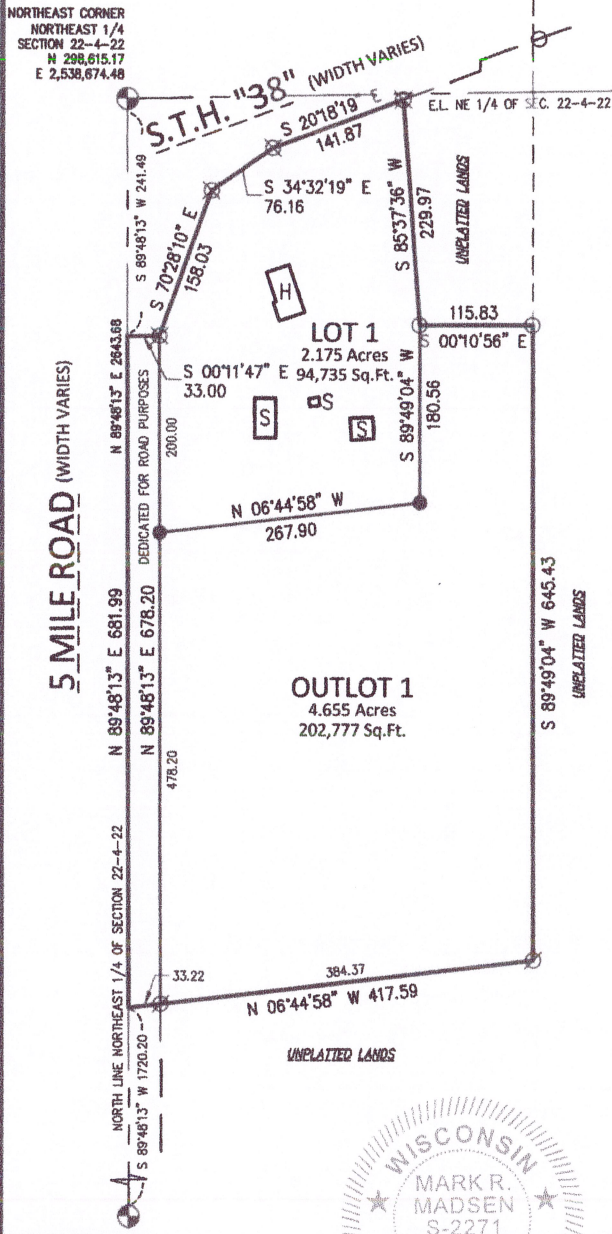 NORTHEAST CORNER
NORTHEAST 1/4
SECTION 22-4-22
N 298,615.17
E 2,538,674.48
S.T.H. "38" (WIDTH VARIES)
E.L. NE 1/4 OF SEC. 22-4-22
S 20°18'19" E
141.87
S 34°32'19" E
76.16
S 70°28'10" E
158.03
S 89°48'13" W 241.49
S 85°37'36" W
229.97
UNPLATTED LANDS
H
LOT 1
2.175 Acres
94,735 Sq.Ft.
115.83
S 00°10'56" E
S 00°11'47" E
33.00
S
S
S
S 89°49'04" W
180.56
N 89°48'13" E 2643.68
DEDICATED FOR ROAD PURPOSES
200.00
5 MILE ROAD (WIDTH VARIES)
N 06°44'58" W
267.90
N 89°48'13" E 681.99
N 89°48'13" E 678.20
OUTLOT 1
4.655 Acres
202,777 Sq.Ft.
S 89°49'04" W 645.43
UNPLATTED LANDS
478.20
NORTH LINE NORTHEAST 1/4 OF SECTION 22-4-22
33.22
384.37
N 06°44'58" W 417.59
UNPLATTED LANDS
S 89°48'13" W 1720.20
WISCONSIN
MARK R.
MADSEN
S-2271